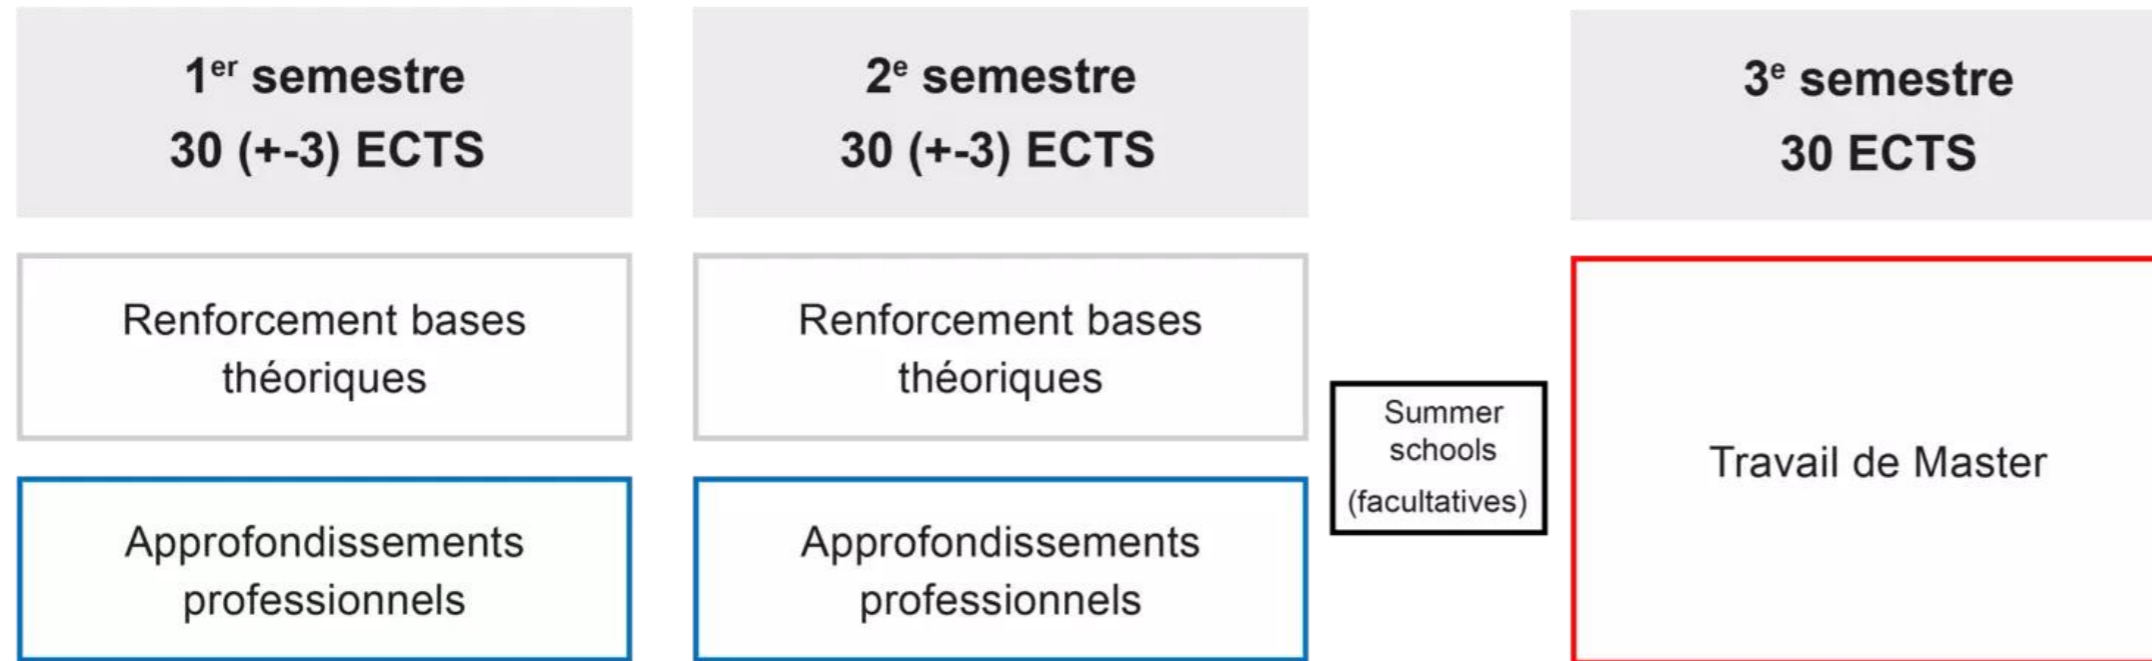 1er semestre
30 (+-3) ECTS
2e semestre
30 (+-3) ECTS
3e semestre
30 ECTS
Renforcement bases
théoriques
Renforcement bases
théoriques
Summer
schools
(facultatives)
Travail de Master
Approfondissements
professionnels
Approfondissements
professionnels